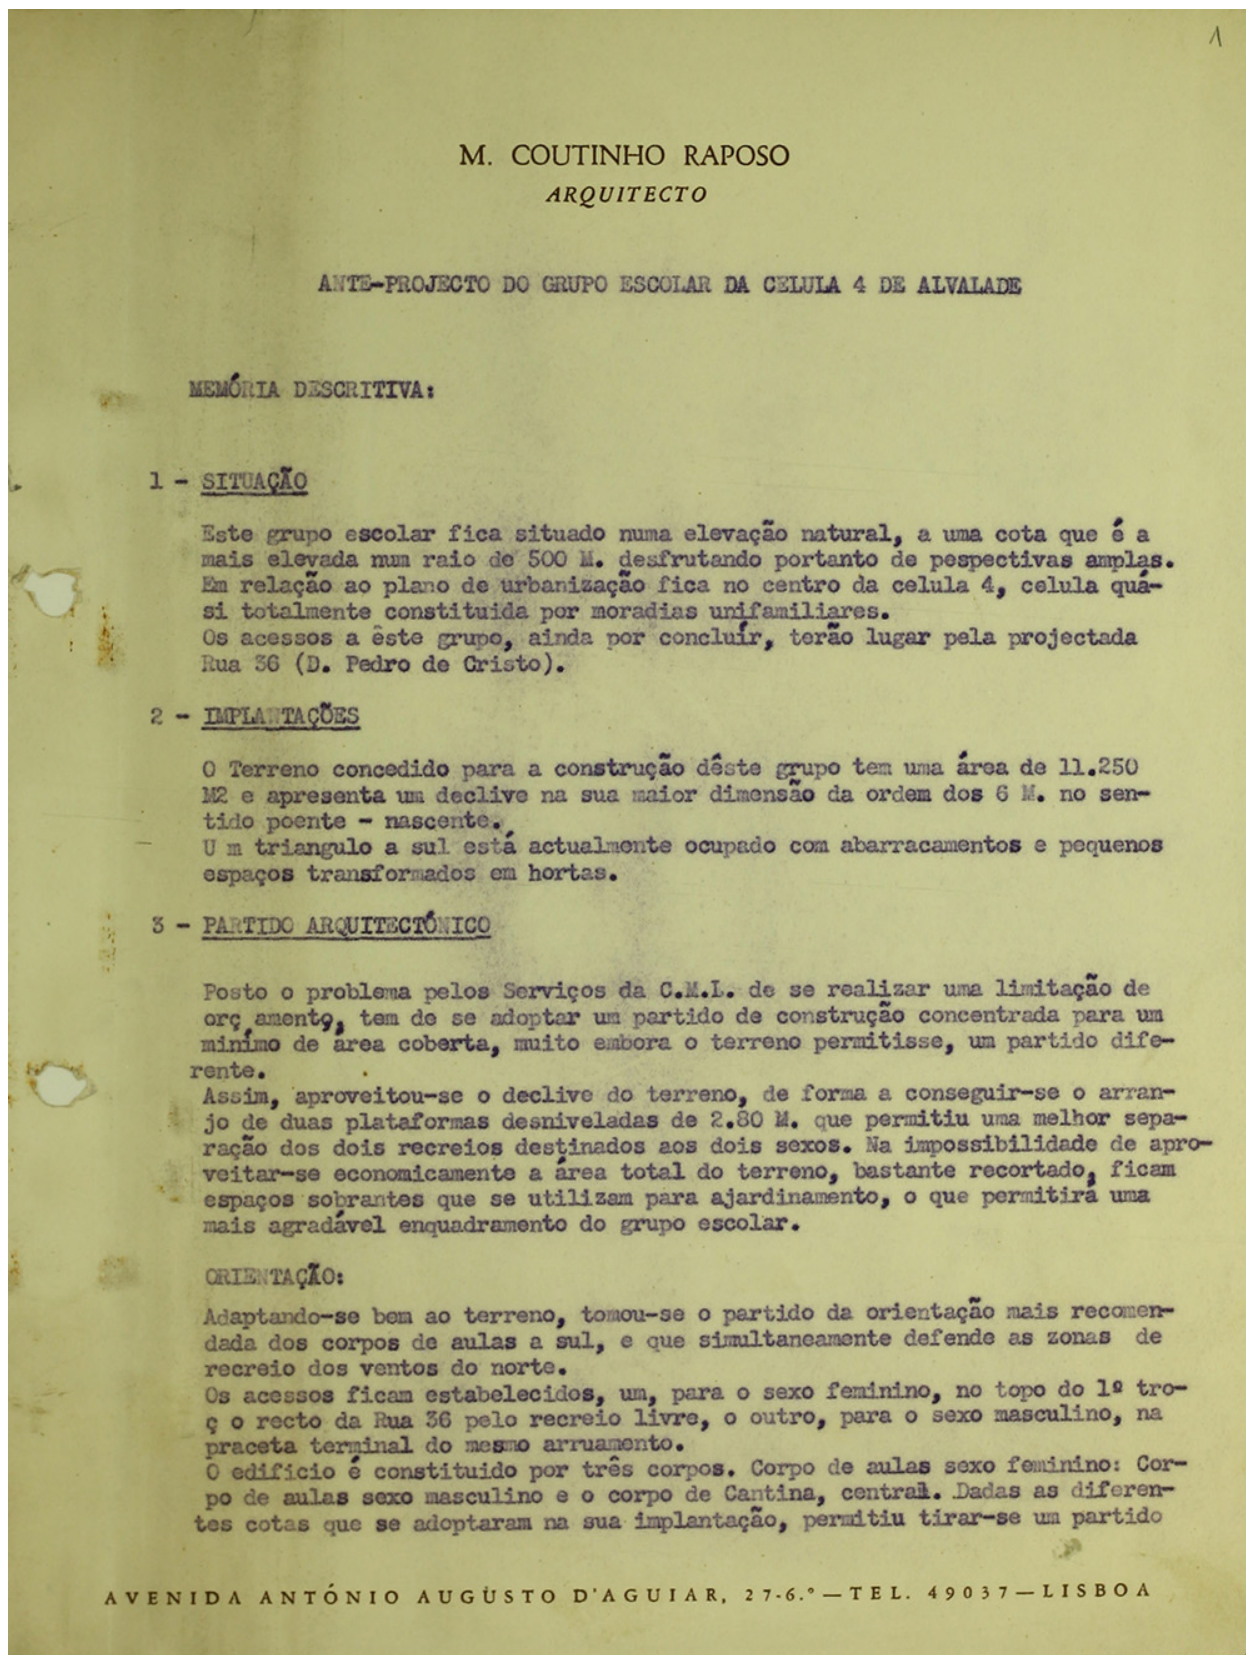 1
M. COUTINHO RAPOSO
ARQUITECTO
ANTE-PROJECTO DO GRUPO ESCOLAR DA CELULA 4 DE ALVALADE
MEMÓRIA DESCRITIVA:
1 - SITUAÇÃO
Este grupo escolar fica situado numa elevação natural, a uma cota que é a
mais elevada num raio de 500 M. desfrutando portanto de pespectivas amplas.
Em relação ao plano de urbanização fica no centro da celula 4, celula quá-
si totalmente constituida por moradias unifamiliares.
Os acessos a êste grupo, ainda por concluír, terão lugar pela projectada
Rua 36 (D. Pedro de Cristo).
2 - IMPLANTAÇÕES
O Terreno concedido para a construção dêste grupo tem uma área de 11.250
M2 e apresenta um declive na sua maior dimensão da ordem dos 6 M. no sen-
tido poente - nascente.
U m triangulo a sul está actualmente ocupado com abarracamentos e pequenos
espaços transformados em hortas.
3 - PARTIDO ARQUITECTÓNICO
Posto o problema pelos Serviços da C.M.L. de se realizar uma limitação de
orç amento, tem de se adoptar um partido de construção concentrada para um
minimo de área coberta, muito embora o terreno permitisse, um partido dife-
rente.
Assim, aproveitou-se o declive do terreno, de forma a conseguir-se o arran-
jo de duas plataformas desniveladas de 2.80 M. que permitiu uma melhor sepa-
ração dos dois recreios destinados aos dois sexos. Na impossibilidade de apro-
veitar-se economicamente a área total do terreno, bastante recortado, ficam
espaços sobrantes que se utilizam para ajardinamento, o que permitirá uma
mais agradável enquadramento do grupo escolar.
ORIENTAÇÃO:
Adaptando-se bem ao terreno, tomou-se o partido da orientação mais recomen-
dada dos corpos de aulas a sul, e que simultaneamente defende as zonas de
recreio dos ventos do norte.
Os acessos ficam estabelecidos, um, para o sexo feminino, no topo do 1º tro-
ç o recto da Rua 36 pelo recreio livre, o outro, para o sexo masculino, na
praceta terminal do mesmo arruamento.
O edificio é constituido por três corpos. Corpo de aulas sexo feminino: Cor-
po de aulas sexo masculino e o corpo de Cantina, central. Dadas as diferen-
tes cotas que se adoptaram na sua implantação, permitiu tirar-se um partido
AVENIDA ANTÓNIO AUGUSTO D'AGUIAR, 27-6.º — TEL. 49037 — LISBOA